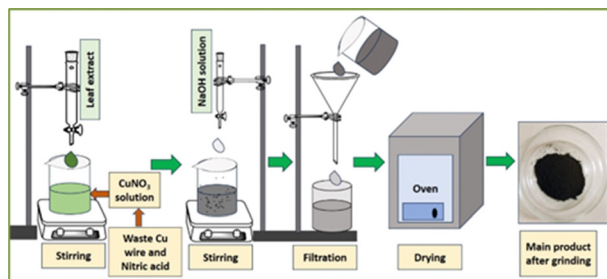 Leaf extract
NaOH solution
CuNO₃
solution
Waste Cu
wire and
Nitric acid
Oven
Stirring
Stirring
Filtration
Drying
Main product
after grinding